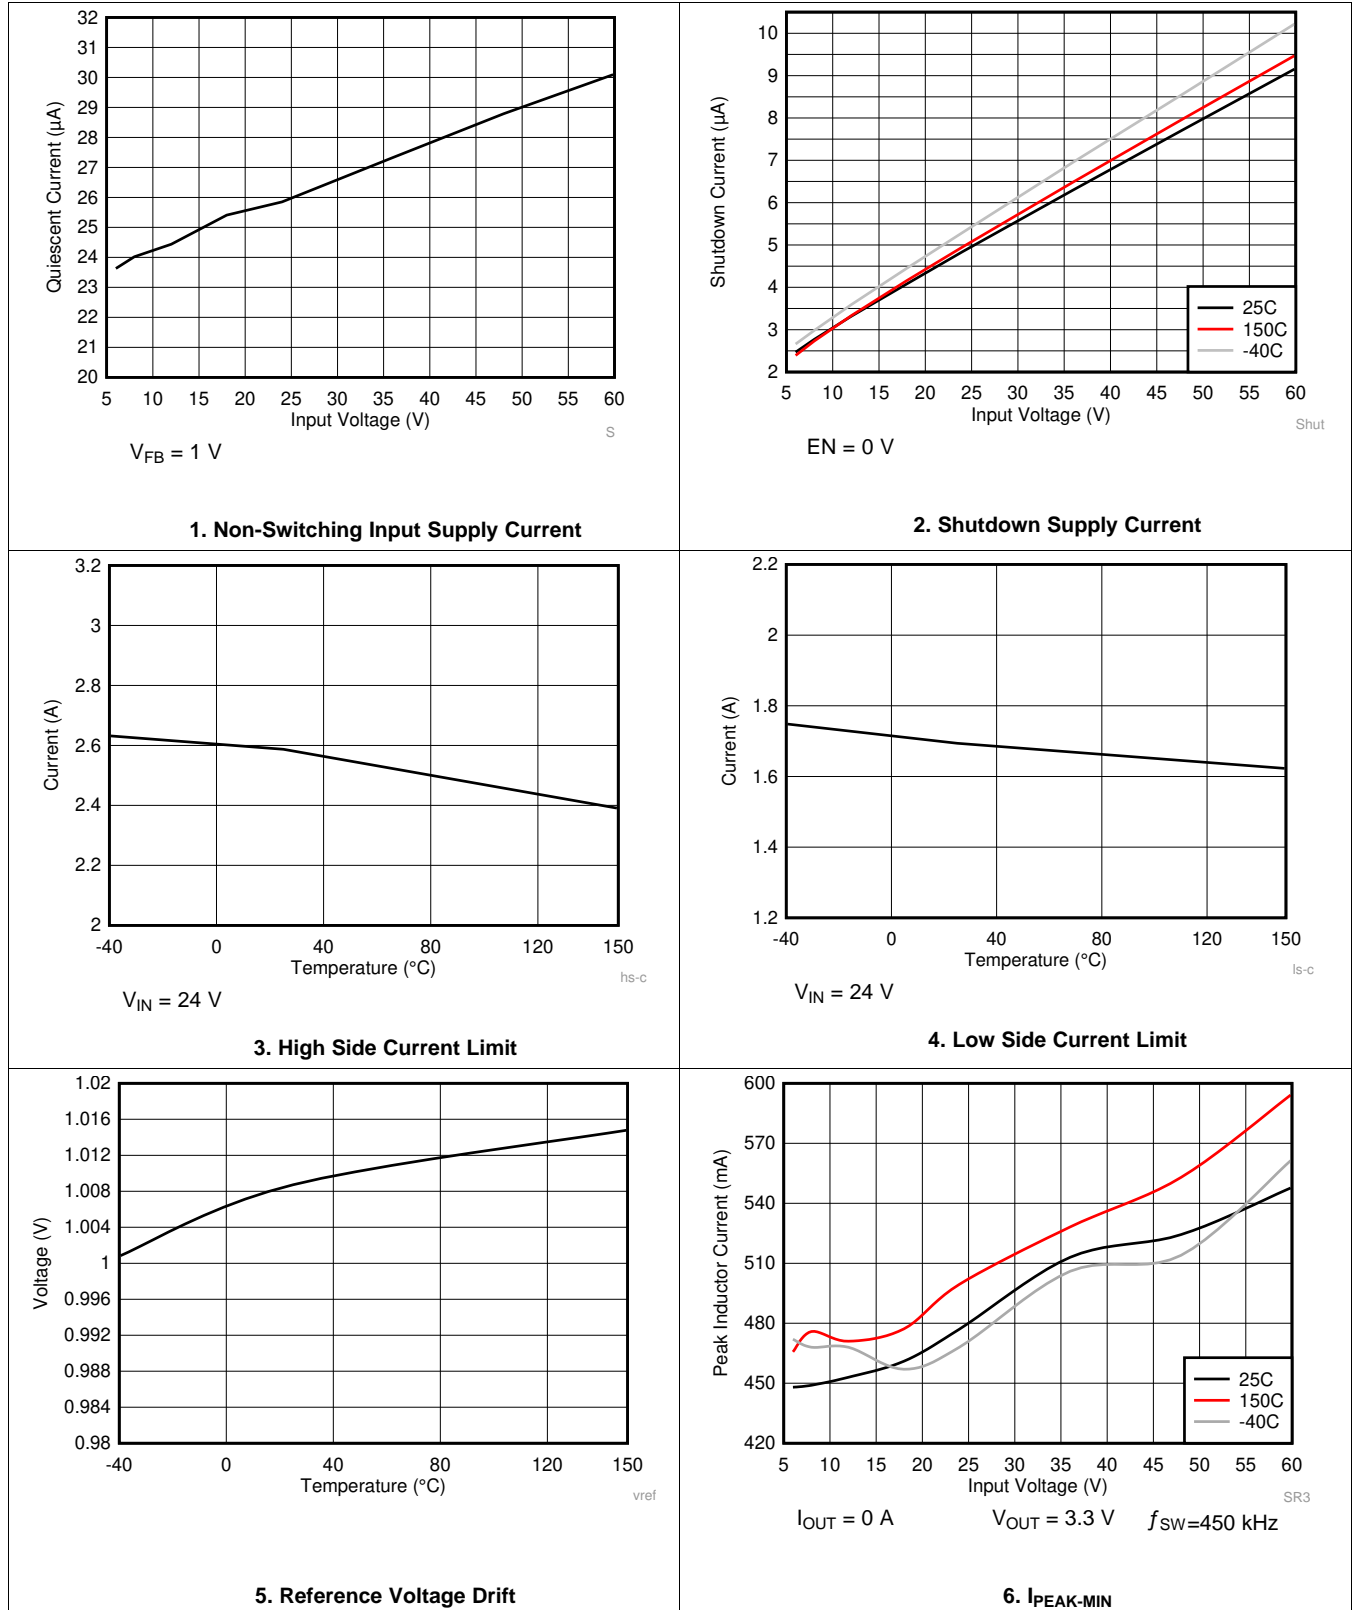 32
31
30
29
28
27
26
25
24
23
22
21
20
Quiescent Current (µA)
5 10 15 20 25 30 35 40 45 50 55 60
Input Voltage (V)
S
V_FB = 1 V
1. Non-Switching Input Supply Current
10
9
8
7
6
5
4
3
2
Shutdown Current (µA)
25C
150C
-40C
5 10 15 20 25 30 35 40 45 50 55 60
Input Voltage (V)
Shut
EN = 0 V
2. Shutdown Supply Current
3.2
3
2.8
2.6
2.4
2.2
2
Current (A)
-40 0 40 80 120 150
Temperature (°C)
hs-c
V_IN = 24 V
3. High Side Current Limit
2.2
2
1.8
1.6
1.4
1.2
Current (A)
-40 0 40 80 120 150
Temperature (°C)
ls-c
V_IN = 24 V
4. Low Side Current Limit
1.02
1.016
1.012
1.008
1.004
1
0.996
0.992
0.988
0.984
0.98
Voltage (V)
-40 0 40 80 120 150
Temperature (°C)
vref
5. Reference Voltage Drift
600
570
540
510
480
450
420
Peak Inductor Current (mA)
25C
150C
-40C
5 10 15 20 25 30 35 40 45 50 55 60
Input Voltage (V)
SR3
I_OUT = 0 A V_OUT = 3.3 V ƒ_SW=450 kHz
6. I_PEAK-MIN